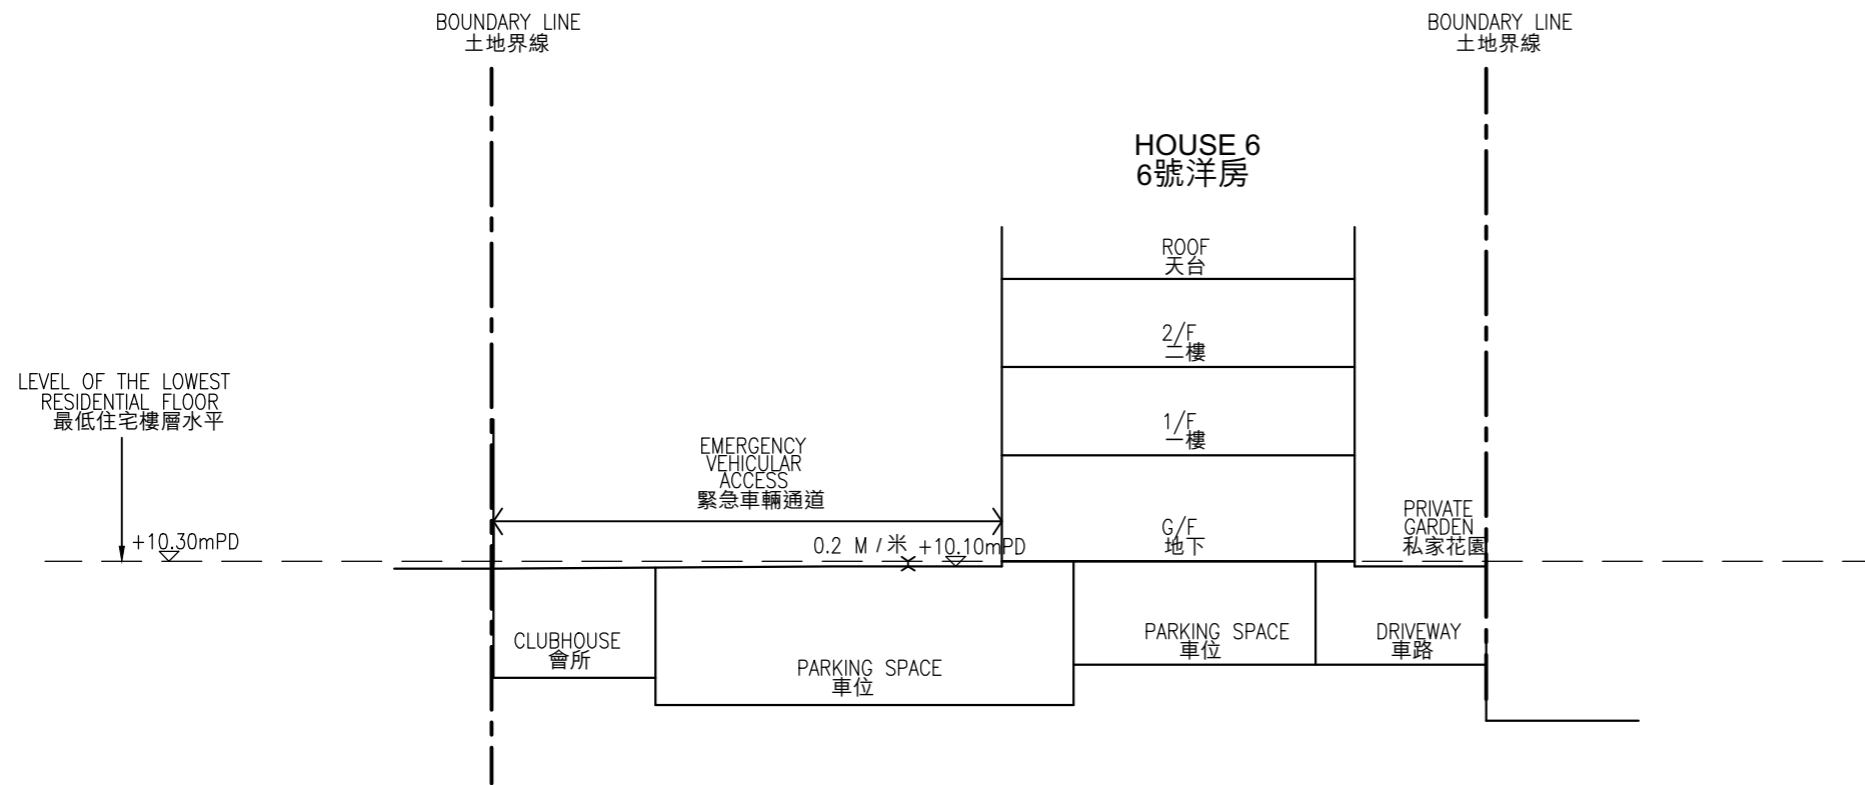 BOUNDARY LINE
土地界線
BOUNDARY LINE
土地界線
HOUSE 6
6號洋房
ROOF
天台
2/F
二樓
LEVEL OF THE LOWEST
RESIDENTIAL FLOOR
最低住宅樓層水平
1/F
一樓
EMERGENCY
VEHICULAR
ACCESS
緊急車輛通道
PRIVATE
GARDEN
私家花園
G/F
地下
+10.30mPD
0.2 M / 米
+10.10mPD
CLUBHOUSE
會所
PARKING SPACE
車位
PARKING SPACE
車位
DRIVEWAY
車路